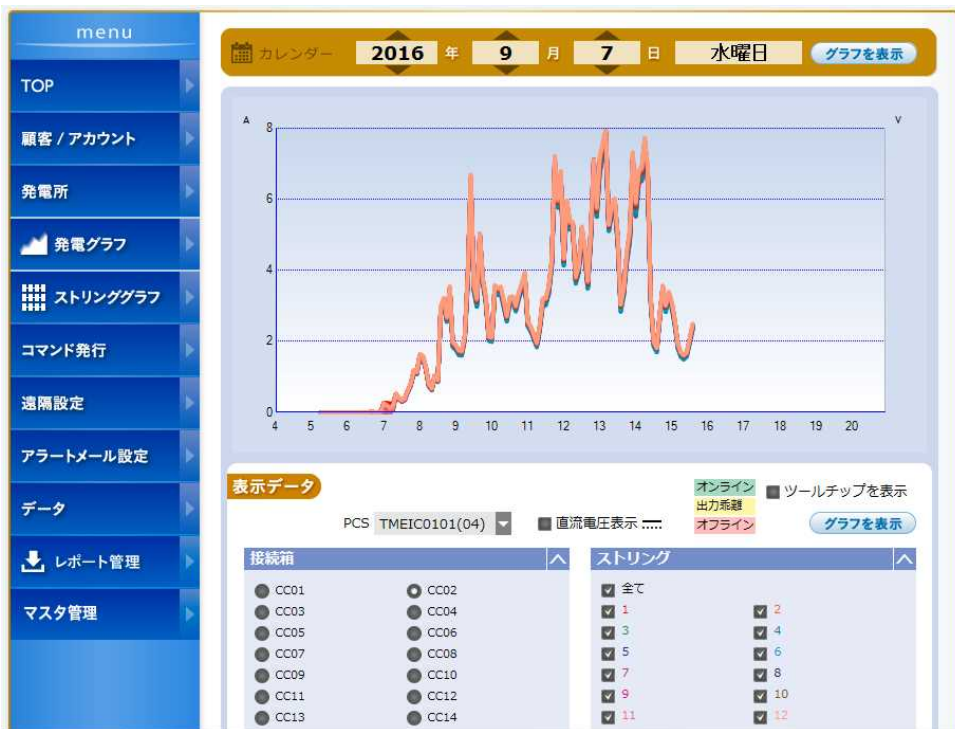 menu
TOP
顧客 / アカウント
発電所
発電グラフ
ストリンググラフ
コマンド発行
遠隔設定
アラートメール設定
データ
レポート管理
マスタ管理
カレンダー 2016 年 9 月 7 日 水曜日 グラフを表示
A V
8
6
4
2
0
4 5 6 7 8 9 10 11 12 13 14 15 16 17 18 19 20
表示データ
オンライン
出力乖離
オフライン
ツールチップを表示
PCS TMEIC0101(04) 直流電圧表示 グラフを表示
接続箱
CC01 CC02
CC03 CC04
CC05 CC06
CC07 CC08
CC09 CC10
CC11 CC12
CC13 CC14
ストリング
全て
1 2
3 4
5 6
7 8
9 10
11 12